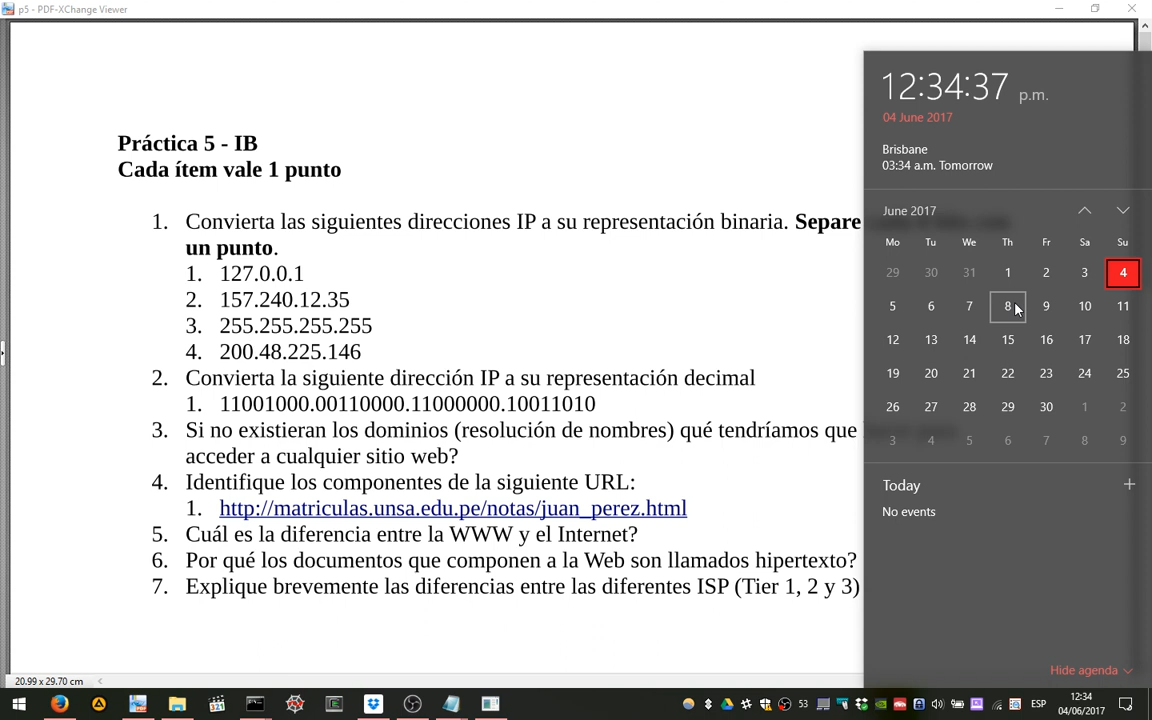 p5 - PDF-XChange Viewer
Práctica 5 - IB
Cada ítem vale 1 punto
1. Convierta las siguientes direcciones IP a su representación binaria. Separe
un punto.
1. 127.0.0.1
2. 157.240.12.35
3. 255.255.255.255
4. 200.48.225.146
2. Convierta la siguiente dirección IP a su representación decimal
1. 11001000.00110000.11000000.10011010
3. Si no existieran los dominios (resolución de nombres) qué tendríamos que
acceder a cualquier sitio web?
4. Identifique los componentes de la siguiente URL:
1. http://matriculas.unsa.edu.pe/notas/juan_perez.html
5. Cuál es la diferencia entre la WWW y el Internet?
6. Por qué los documentos que componen a la Web son llamados hipertexto?
7. Explique brevemente las diferencias entre las diferentes ISP (Tier 1, 2 y 3)
12:34:37 p.m.
04 June 2017
Brisbane
03:34 a.m. Tomorrow
June 2017
Mo Tu We Th Fr Sa Su
29 30 31 1 2 3 4
5 6 7 8 9 10 11
12 13 14 15 16 17 18
19 20 21 22 23 24 25
26 27 28 29 30 1 2
3 4 5 6 7 8 9
Today +
No events
Hide agenda
20.99 x 29.70 cm
53 ESP 12:34
04/06/2017